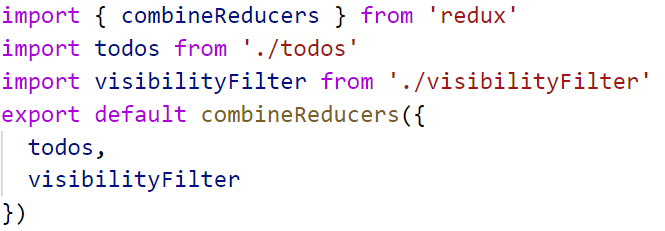 import { combineReducers } from 'redux'
import todos from './todos'
import visibilityFilter from './visibilityFilter'
export default combineReducers({
  todos,
  visibilityFilter
})